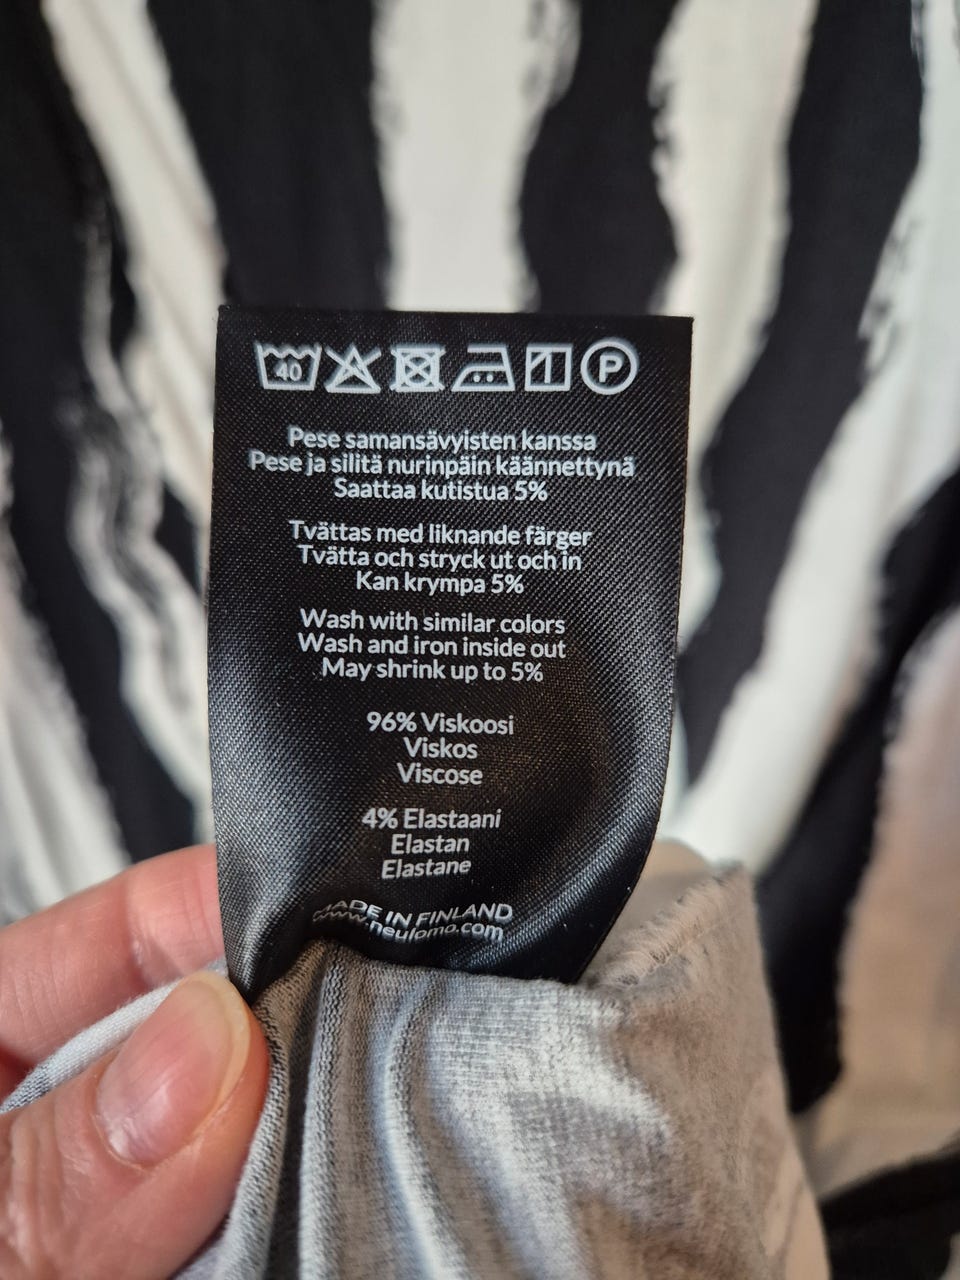 40
P
Pese samansävyisten kanssa
Pese ja silitä nurinpäin käännettynä
Saattaa kutistua 5%
Tvättas med liknande färger
Tvätta och stryck ut och in
Kan krympa 5%
Wash with similar colors
Wash and iron inside out
May shrink up to 5%
96% Viskoosi
Viskos
Viscose
4% Elastaani
Elastan
Elastane
MADE IN FINLAND
www.neulomo.com